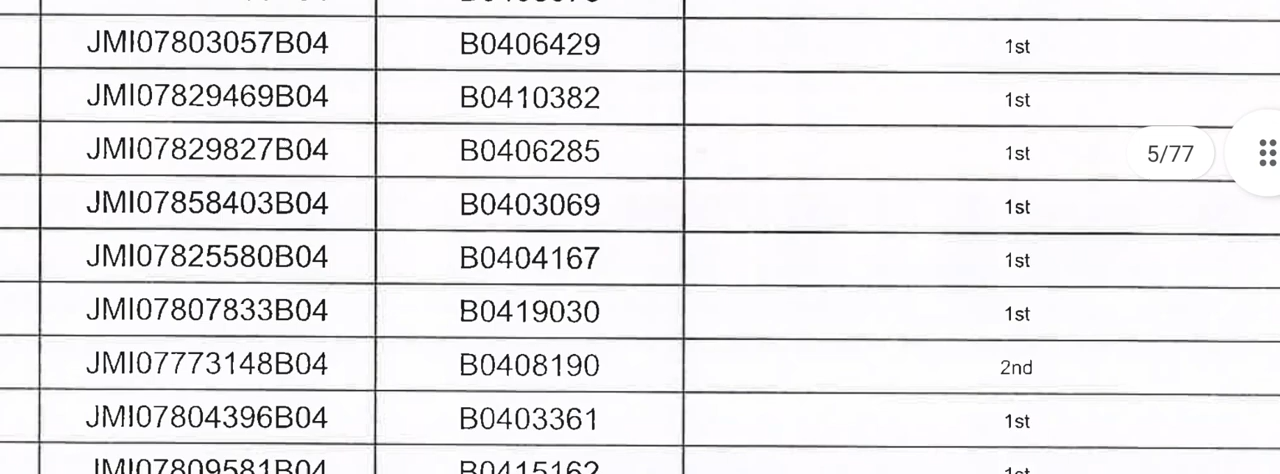 JMI07803057B04 B0406429 1st
JMI07829469B04 B0410382 1st
JMI07829827B04 B0406285 1st
5/77
JMI07858403B04 B0403069 1st
JMI07825580B04 B0404167 1st
JMI07807833B04 B0419030 1st
JMI07773148B04 B0408190 2nd
JMI07804396B04 B0403361 1st
JMI07809581B04 B0415162 1st